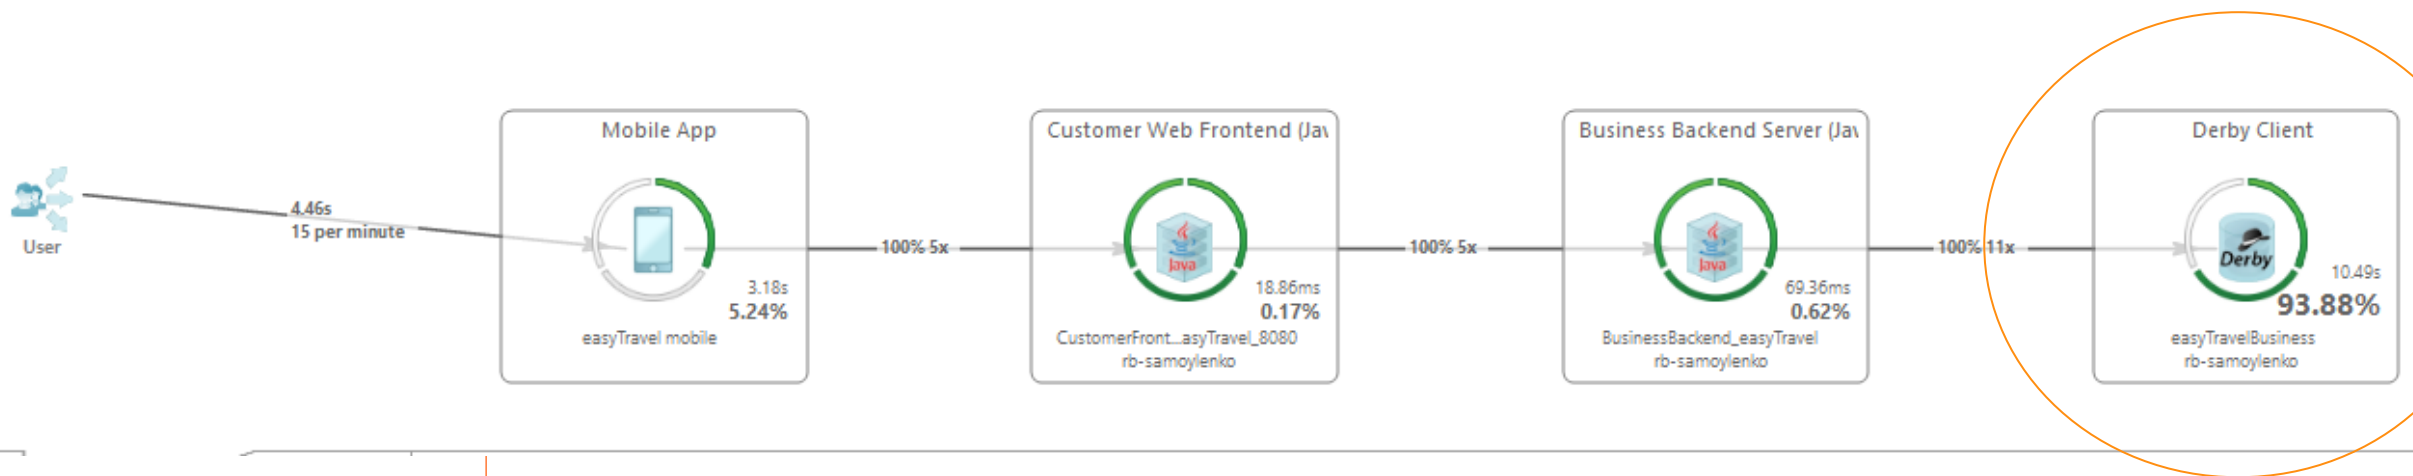 User
4.46s
15 per minute
Mobile App
3.18s
5.24%
easyTravel mobile
100% 5x
Customer Web Frontend (Jav
Java
18.86ms
0.17%
CustomerFront...asyTravel_8080
rb-samoylenko
100% 5x
Business Backend Server (Jav
Java
69.36ms
0.62%
BusinessBackend_easyTravel
rb-samoylenko
100% 11x
Derby Client
Derby
10.49s
93.88%
easyTravelBusiness
rb-samoylenko